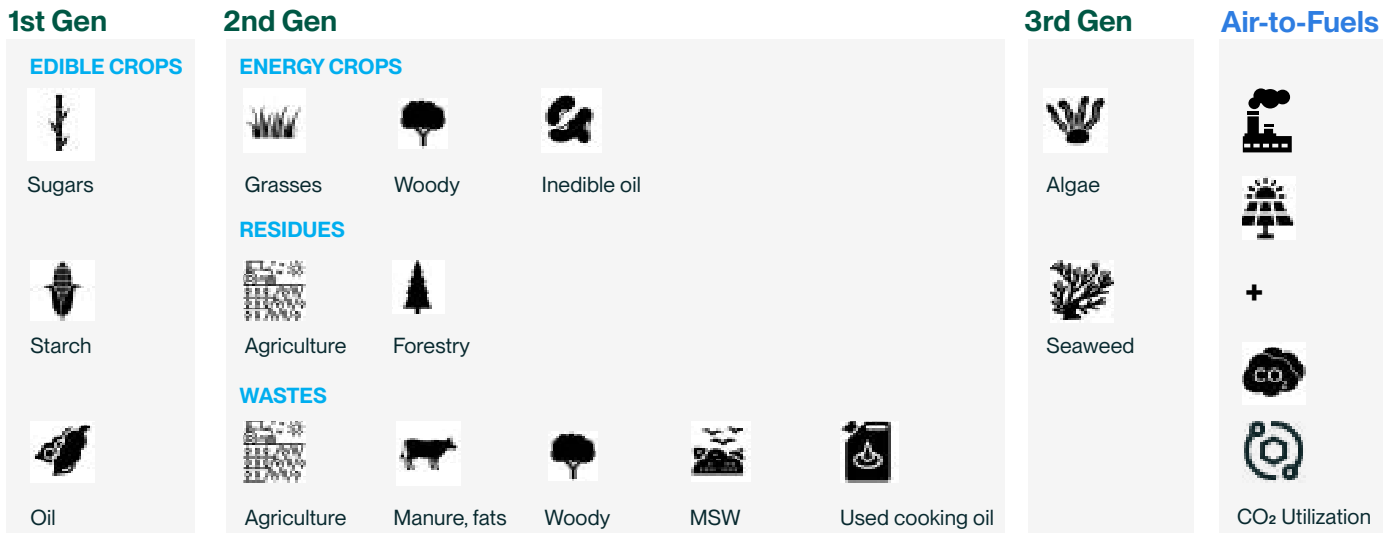 1st Gen
EDIBLE CROPS
Sugars
Starch
Oil
2nd Gen
ENERGY CROPS
Grasses Woody Inedible oil
RESIDUES
Agriculture Forestry
WASTES
Agriculture Manure, fats Woody MSW Used cooking oil
3rd Gen
Algae
Seaweed
Air-to-Fuels
+
CO₂
CO₂ Utilization